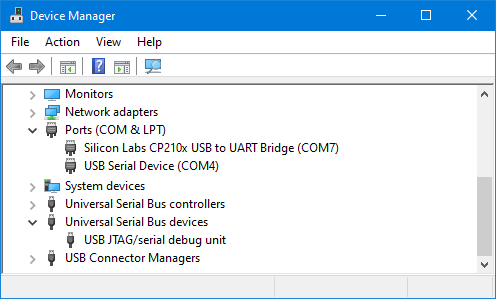 Device Manager
File Action View Help
Monitors
Network adapters
Ports (COM & LPT)
Silicon Labs CP210x USB to UART Bridge (COM7)
USB Serial Device (COM4)
System devices
Universal Serial Bus controllers
Universal Serial Bus devices
USB JTAG/serial debug unit
USB Connector Managers